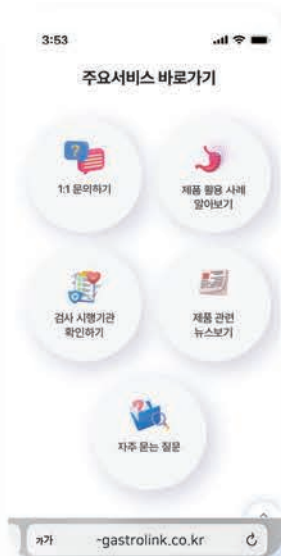 3:53
주요서비스 바로가기
1:1 문의하기
제품 활용 사례
알아보기
검사 시행기관
확인하기
제품 관련
뉴스보기
자주 묻는 질문
가가 ~gastrolink.co.kr